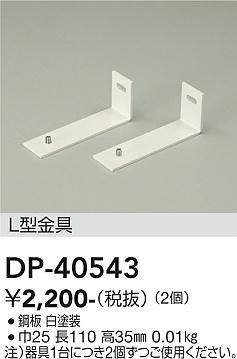 L型金具
DP-40543
¥2,200-(税抜)(2個)
●鋼板 白塗装
●巾25 長110 高35㎜ 0.01㎏
注)器具1台につき2個ずつご使用ください。